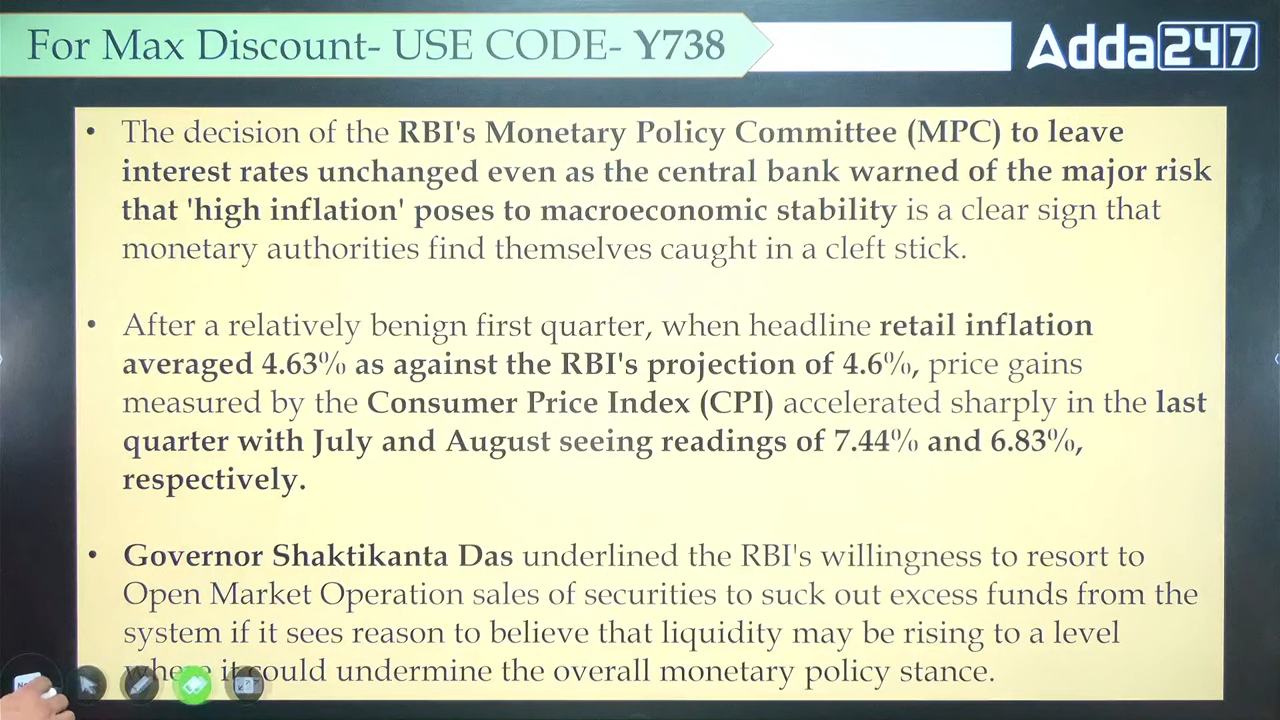 For Max Discount- USE CODE- Y738
Adda247
• The decision of the RBI's Monetary Policy Committee (MPC) to leave
interest rates unchanged even as the central bank warned of the major risk
that 'high inflation' poses to macroeconomic stability is a clear sign that
monetary authorities find themselves caught in a cleft stick.
• After a relatively benign first quarter, when headline retail inflation
averaged 4.63% as against the RBI's projection of 4.6%, price gains
measured by the Consumer Price Index (CPI) accelerated sharply in the last
quarter with July and August seeing readings of 7.44% and 6.83%,
respectively.
• Governor Shaktikanta Das underlined the RBI's willingness to resort to
Open Market Operation sales of securities to suck out excess funds from the
system if it sees reason to believe that liquidity may be rising to a level
where it could undermine the overall monetary policy stance.